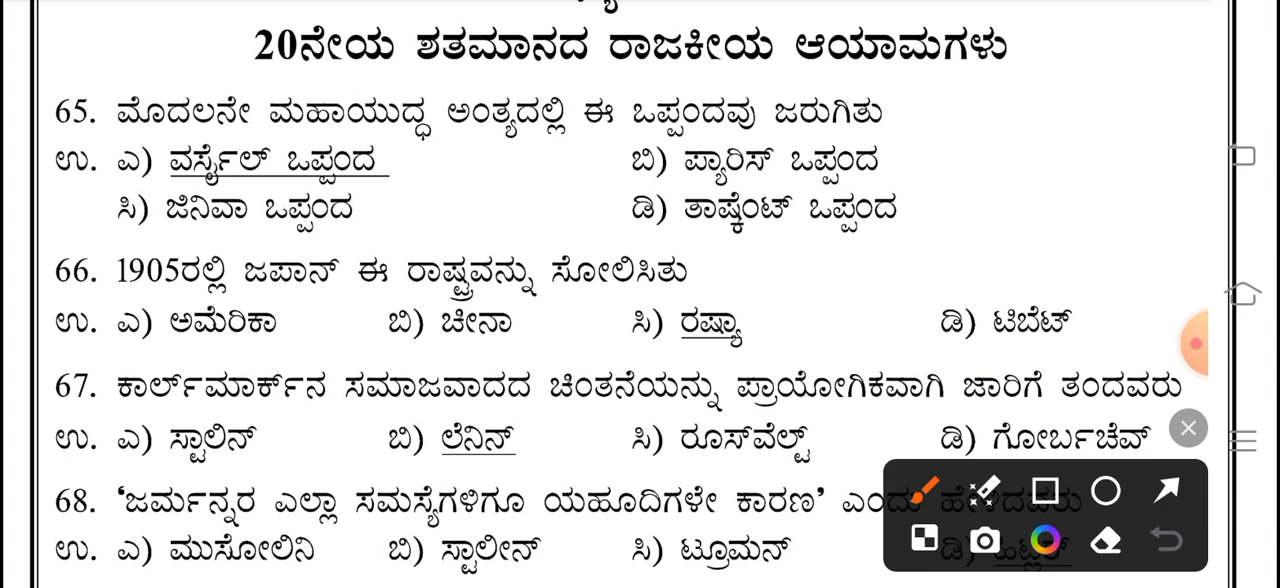 20ನೇಯ ಶತಮಾನದ ರಾಜಕೀಯ ಆಯಾಮಗಳು
65. ಮೊದಲನೇ ಮಹಾಯುದ್ಧ ಅಂತ್ಯದಲ್ಲಿ ಈ ಒಪ್ಪಂದವು ಜರುಗಿತು
ಉ. ಎ) ವರ್ಸೈಲ್ ಒಪ್ಪಂದ ಬಿ) ಪ್ಯಾರಿಸ್ ಒಪ್ಪಂದ
ಸಿ) ಜಿನಿವಾ ಒಪ್ಪಂದ ಡಿ) ತಾಷ್ಕೆಂಟ್ ಒಪ್ಪಂದ
66. 1905ರಲ್ಲಿ ಜಪಾನ್ ಈ ರಾಷ್ಟ್ರವನ್ನು ಸೋಲಿಸಿತು
ಉ. ಎ) ಅಮೆರಿಕಾ ಬಿ) ಚೀನಾ ಸಿ) ರಷ್ಯಾ ಡಿ) ಟಿಬೆಟ್
67. ಕಾರ್ಲ್‌ಮಾರ್ಕ್‌ನ ಸಮಾಜವಾದದ ಚಿಂತನೆಯನ್ನು ಪ್ರಾಯೋಗಿಕವಾಗಿ ಜಾರಿಗೆ ತಂದವರು
ಉ. ಎ) ಸ್ಟಾಲಿನ್ ಬಿ) ಲೆನಿನ್ ಸಿ) ರೂಸ್‌ವೆಲ್ಟ್ ಡಿ) ಗೋರ್ಬಚೆವ್
68. ‘ಜರ್ಮನ್ನರ ಎಲ್ಲಾ ಸಮಸ್ಯೆಗಳಿಗೂ ಯಹೂದಿಗಳೇ ಕಾರಣ’ ಎಂದು ಹೇಳಿದವರು
ಉ. ಎ) ಮುಸೋಲಿನಿ ಬಿ) ಸ್ಟಾಲೀನ್ ಸಿ) ಟ್ರೂಮನ್ ಡಿ) ಹಿಟ್ಲರ್